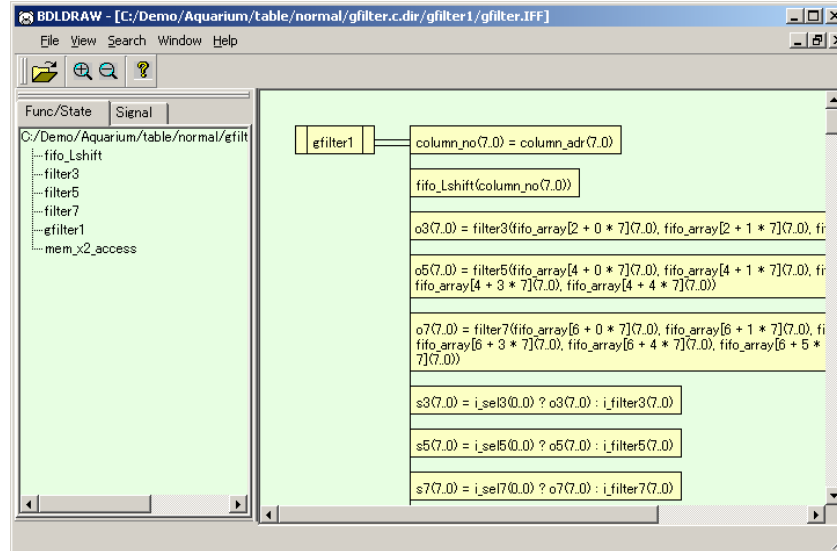 BDLDRAW - [C:/Demo/Aquarium/table/normal/gfilter.c.dir/gfilter1/gfilter.IFF]
File View Search Window Help
Func/State Signal
C:/Demo/Aquarium/table/normal/gfilt
fifo_Lshift
filter3
filter5
filter7
gfilter1
mem_x2_access
gfilter1
column_no(7..0) = column_adr(7..0)
fifo_Lshift(column_no(7..0))
o3(7..0) = filter3(fifo_array[2 + 0 * 7](7..0), fifo_array[2 + 1 * 7](7..0), fi
o5(7..0) = filter5(fifo_array[4 + 0 * 7](7..0), fifo_array[4 + 1 * 7](7..0), fi
fifo_array[4 + 3 * 7](7..0), fifo_array[4 + 4 * 7](7..0))
o7(7..0) = filter7(fifo_array[6 + 0 * 7](7..0), fifo_array[6 + 1 * 7](7..0), fi
fifo_array[6 + 3 * 7](7..0), fifo_array[6 + 4 * 7](7..0), fifo_array[6 + 5 *
7](7..0))
s3(7..0) = i_sel3(0..0) ? o3(7..0) : i_filter3(7..0)
s5(7..0) = i_sel5(0..0) ? o5(7..0) : i_filter5(7..0)
s7(7..0) = i_sel7(0..0) ? o7(7..0) : i_filter7(7..0)